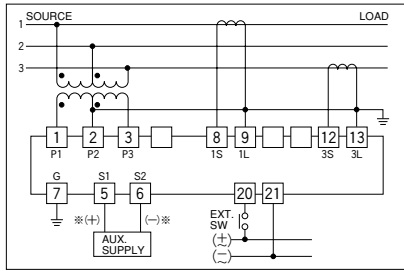 SOURCE LOAD
1
2
3
1 2 3 8 9 12 13
P1 P2 P3 1S 1L 3S 3L
G S1 S2
7 5 6 20 21
※(+) (−)※
AUX.
SUPPLY
EXT.
SW
(±)
(∓)